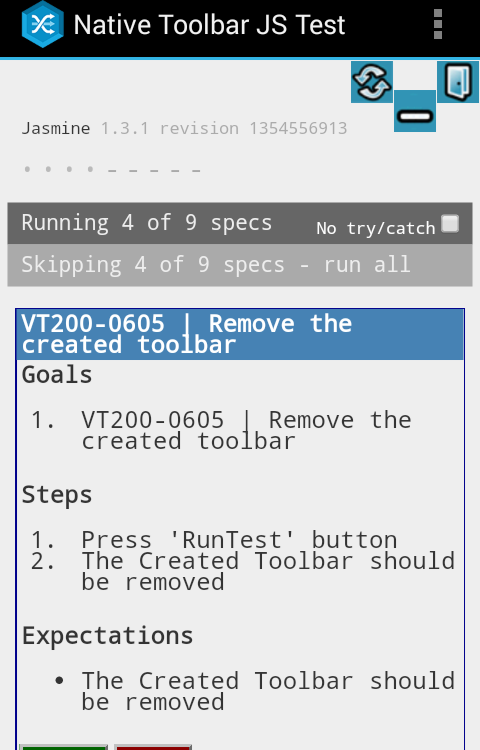 Native Toolbar JS Test
Jasmine 1.3.1 revision 1354556913
• • • • - - - - -
Running 4 of 9 specs No try/catch
Skipping 4 of 9 specs - run all
VT200-0605 | Remove the
created toolbar
Goals
1. VT200-0605 | Remove the
created toolbar
Steps
1. Press 'RunTest' button
2. The Created Toolbar should
be removed
Expectations
• The Created Toolbar should
be removed